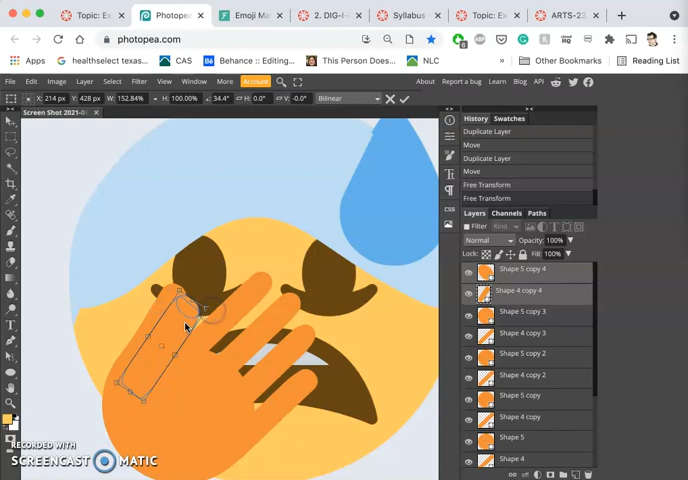 Topic: Ex
Photopea
Emoji Ma
2. DIG-I-
Syllabus
Topic: Ex
ARTS-23
photopea.com
Apps
healthselect texas...
CAS
Behance :: Editing...
This Person Does...
NLC
Other Bookmarks
Reading List
File Edit Image Layer Select Filter View Window More Account
About Report a bug Learn Blog API
X: 214 px Y: 428 px W: 152.84% H: 100.00% 34.4° H: 0.0° V: -0.0° Bilinear
Screen Shot 2021-0
History Swatches
Duplicate Layer
Move
Duplicate Layer
Move
Free Transform
Free Transform
Layers Channels Paths
Filter Kind
Normal Opacity: 100%
Lock: Fill: 100%
CSS
Shape 5 copy 4
Shape 4 copy 4
Shape 5 copy 3
Shape 4 copy 3
Shape 5 copy 2
Shape 4 copy 2
Shape 5 copy
Shape 4 copy
Shape 5
Shape 4
RECORDED WITH
SCREENCAST MATIC